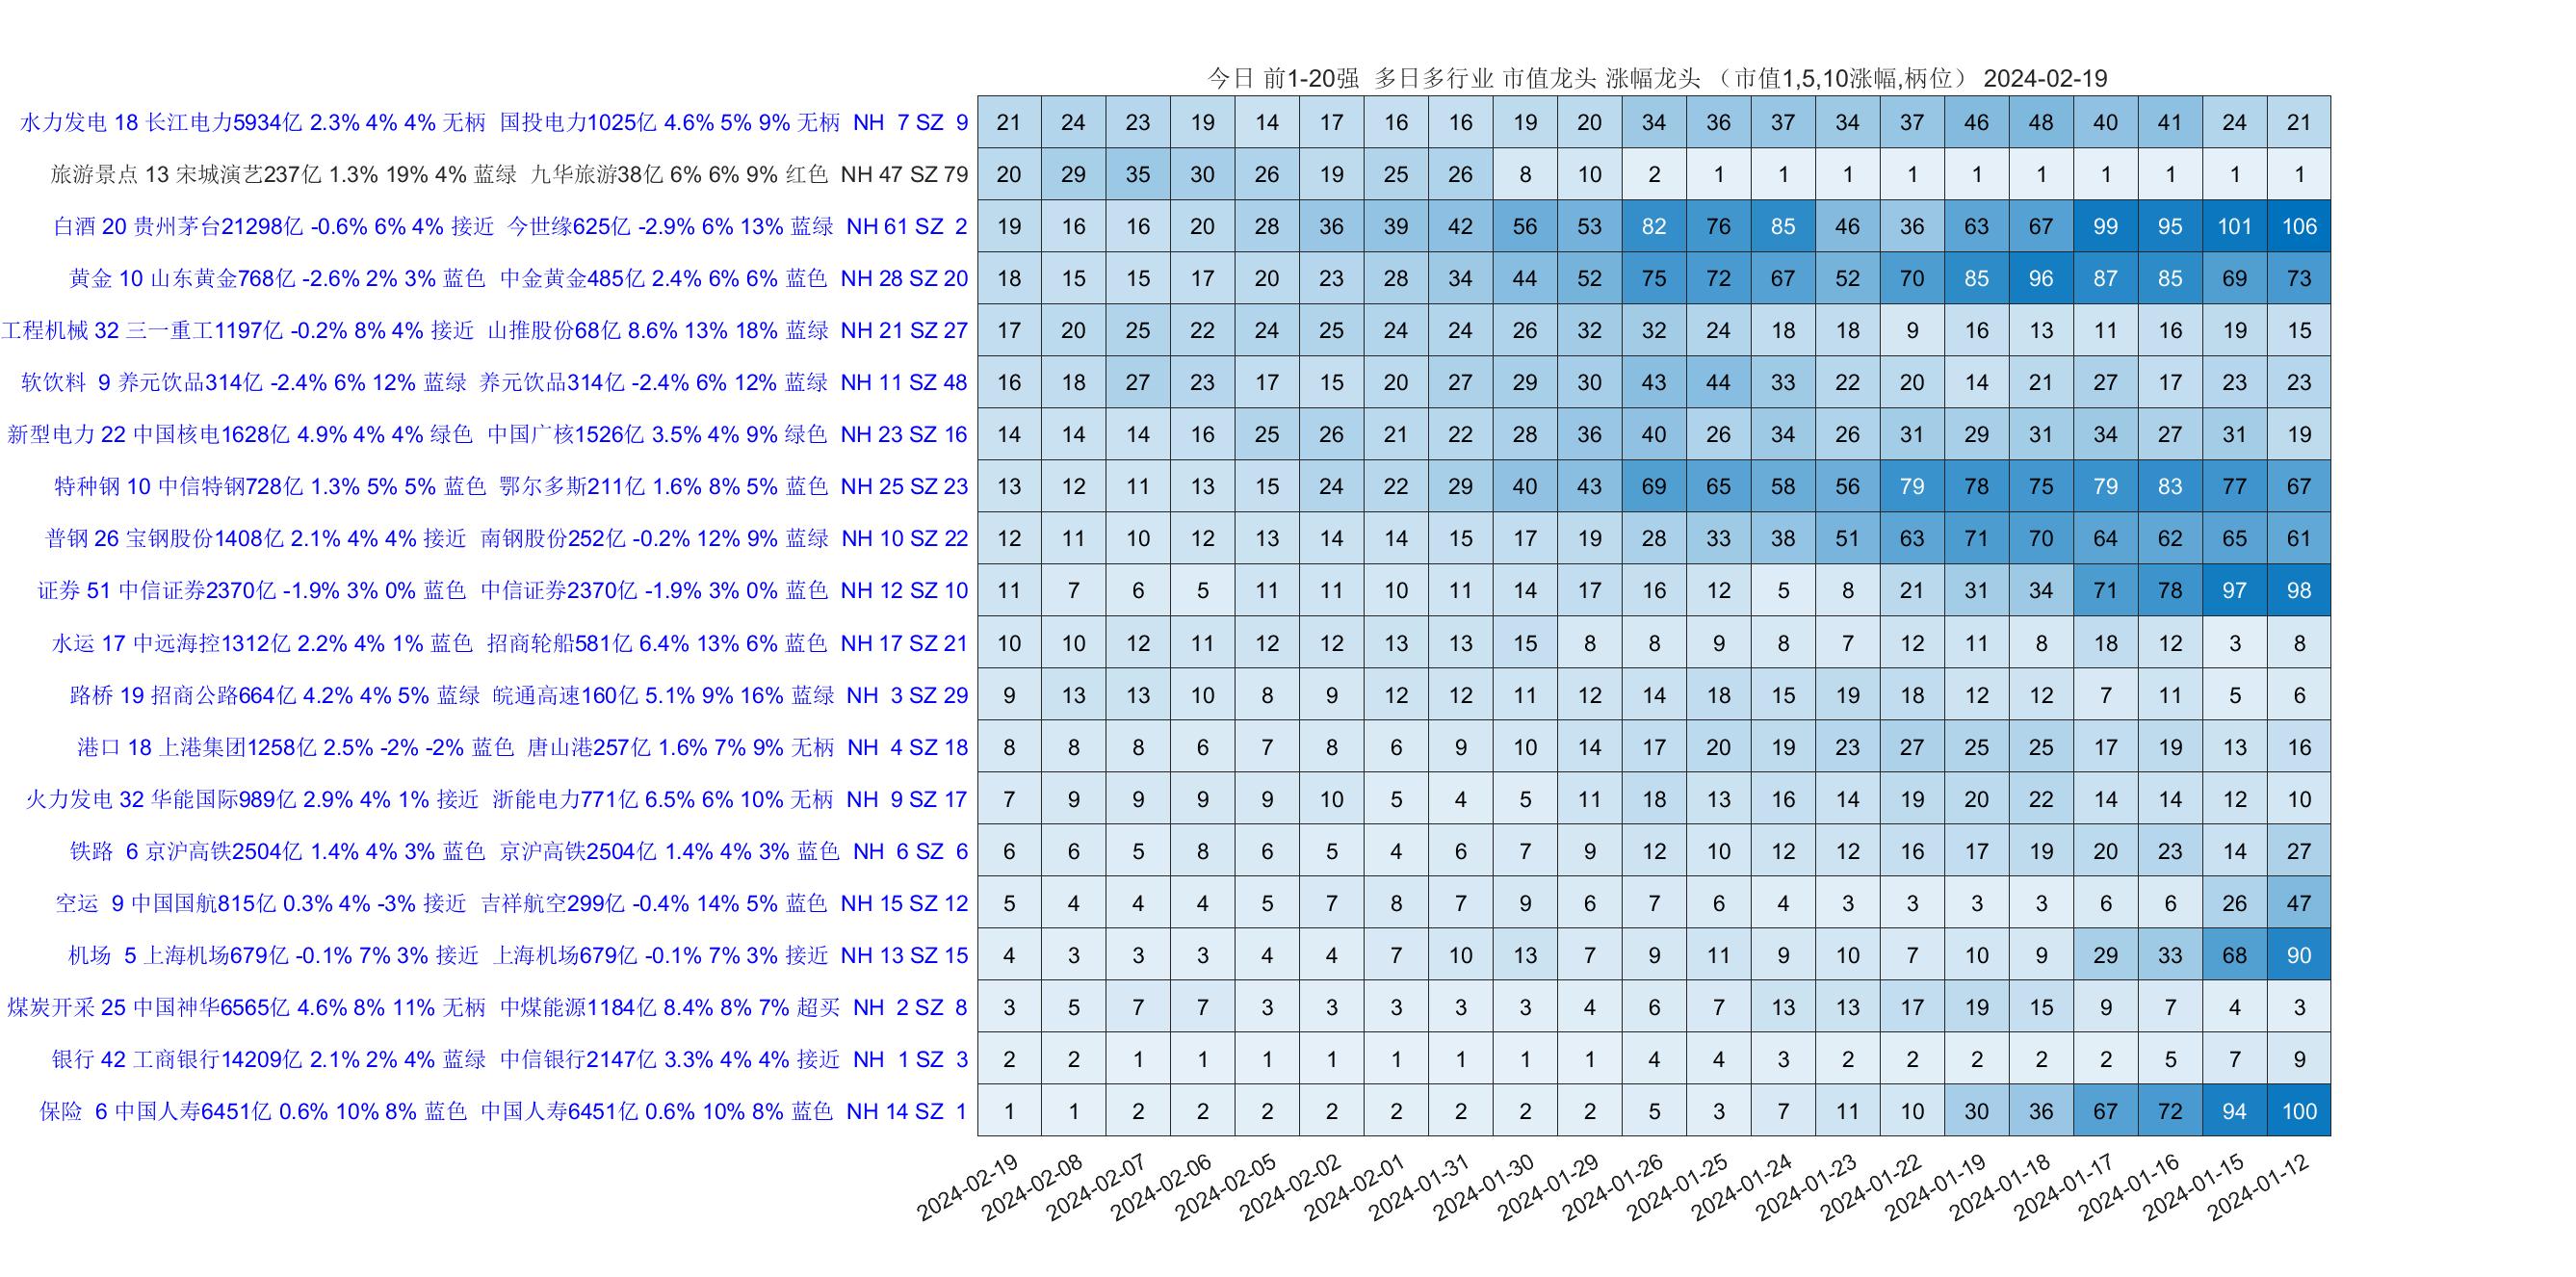 今日 前1-20强 多日多行业 市值龙头 涨幅龙头 （市值1,5,10涨幅,柄位） 2024-02-19
水力发电 18 长江电力5934亿 2.3% 4% 4% 无柄 国投电力1025亿 4.6% 5% 9% 无柄 NH 7 SZ 9 21 24 23 19 14 17 16 16 19 20 34 36 37 34 37 46 48 40 41 24 21
旅游景点 13 宋城演艺237亿 1.3% 19% 4% 蓝绿 九华旅游38亿 6% 6% 9% 红色 NH 47 SZ 79 20 29 35 30 26 19 25 26 8 10 2 1 1 1 1 1 1 1 1 1 1
白酒 20 贵州茅台21298亿 -0.6% 6% 4% 接近 今世缘625亿 -2.9% 6% 13% 蓝绿 NH 61 SZ 2 19 16 16 20 28 36 39 42 56 53 82 76 85 46 36 63 67 99 95 101 106
黄金 10 山东黄金768亿 -2.6% 2% 3% 蓝色 中金黄金485亿 2.4% 6% 6% 蓝色 NH 28 SZ 20 18 15 15 17 20 23 28 34 44 52 75 72 67 52 70 85 96 87 85 69 73
工程机械 32 三一重工1197亿 -0.2% 8% 4% 接近 山推股份68亿 8.6% 13% 18% 蓝绿 NH 21 SZ 27 17 20 25 22 24 25 24 24 26 32 32 24 18 18 9 16 13 11 16 19 15
软饮料 9 养元饮品314亿 -2.4% 6% 12% 蓝绿 养元饮品314亿 -2.4% 6% 12% 蓝绿 NH 11 SZ 48 16 18 27 23 17 15 20 27 29 30 43 44 33 22 20 14 21 27 17 23 23
新型电力 22 中国核电1628亿 4.9% 4% 4% 绿色 中国广核1526亿 3.5% 4% 9% 绿色 NH 23 SZ 16 14 14 14 16 25 26 21 22 28 36 40 26 34 26 31 29 31 34 27 31 19
特种钢 10 中信特钢728亿 1.3% 5% 5% 蓝色 鄂尔多斯211亿 1.6% 8% 5% 蓝色 NH 25 SZ 23 13 12 11 13 15 24 22 29 40 43 69 65 58 56 79 78 75 79 83 77 67
普钢 26 宝钢股份1408亿 2.1% 4% 4% 接近 南钢股份252亿 -0.2% 12% 9% 蓝绿 NH 10 SZ 22 12 11 10 12 13 14 14 15 17 19 28 33 38 51 63 71 70 64 62 65 61
证券 51 中信证券2370亿 -1.9% 3% 0% 蓝色 中信证券2370亿 -1.9% 3% 0% 蓝色 NH 12 SZ 10 11 7 6 5 11 11 10 11 14 17 16 12 5 8 21 31 34 71 78 97 98
水运 17 中远海控1312亿 2.2% 4% 1% 蓝色 招商轮船581亿 6.4% 13% 6% 蓝色 NH 17 SZ 21 10 10 12 11 12 12 13 13 15 8 8 9 8 7 12 11 8 18 12 3 8
路桥 19 招商公路664亿 4.2% 4% 5% 蓝绿 皖通高速160亿 5.1% 9% 16% 蓝绿 NH 3 SZ 29 9 13 13 10 8 9 12 12 11 12 14 18 15 19 18 12 12 7 11 5 6
港口 18 上港集团1258亿 2.5% -2% -2% 蓝色 唐山港257亿 1.6% 7% 9% 无柄 NH 4 SZ 18 8 8 8 6 7 8 6 9 10 14 17 20 19 23 27 25 25 17 19 13 16
火力发电 32 华能国际989亿 2.9% 4% 1% 接近 浙能电力771亿 6.5% 6% 10% 无柄 NH 9 SZ 17 7 9 9 9 9 10 5 4 5 11 18 13 16 14 19 20 22 14 14 12 10
铁路 6 京沪高铁2504亿 1.4% 4% 3% 蓝色 京沪高铁2504亿 1.4% 4% 3% 蓝色 NH 6 SZ 6 6 6 5 8 6 5 4 6 7 9 12 10 12 12 16 17 19 20 23 14 27
空运 9 中国国航815亿 0.3% 4% -3% 接近 吉祥航空299亿 -0.4% 14% 5% 蓝色 NH 15 SZ 12 5 4 4 4 5 7 8 7 9 6 7 6 4 3 3 3 3 6 6 26 47
机场 5 上海机场679亿 -0.1% 7% 3% 接近 上海机场679亿 -0.1% 7% 3% 接近 NH 13 SZ 15 4 3 3 3 4 4 7 10 13 7 9 11 9 10 7 10 9 29 33 68 90
煤炭开采 25 中国神华6565亿 4.6% 8% 11% 无柄 中煤能源1184亿 8.4% 8% 7% 超买 NH 2 SZ 8 3 5 7 7 3 3 3 3 3 4 6 7 13 13 17 19 15 9 7 4 3
银行 42 工商银行14209亿 2.1% 2% 4% 蓝绿 中信银行2147亿 3.3% 4% 4% 接近 NH 1 SZ 3 2 2 1 1 1 1 1 1 1 1 4 4 3 2 2 2 2 2 5 7 9
保险 6 中国人寿6451亿 0.6% 10% 8% 蓝色 中国人寿6451亿 0.6% 10% 8% 蓝色 NH 14 SZ 1 1 1 2 2 2 2 2 2 2 2 5 3 7 11 10 30 36 67 72 94 100
2024-02-19 2024-02-08 2024-02-07 2024-02-06 2024-02-05 2024-02-02 2024-02-01 2024-01-31 2024-01-30 2024-01-29 2024-01-26 2024-01-25 2024-01-24 2024-01-23 2024-01-22 2024-01-19 2024-01-18 2024-01-17 2024-01-16 2024-01-15 2024-01-12